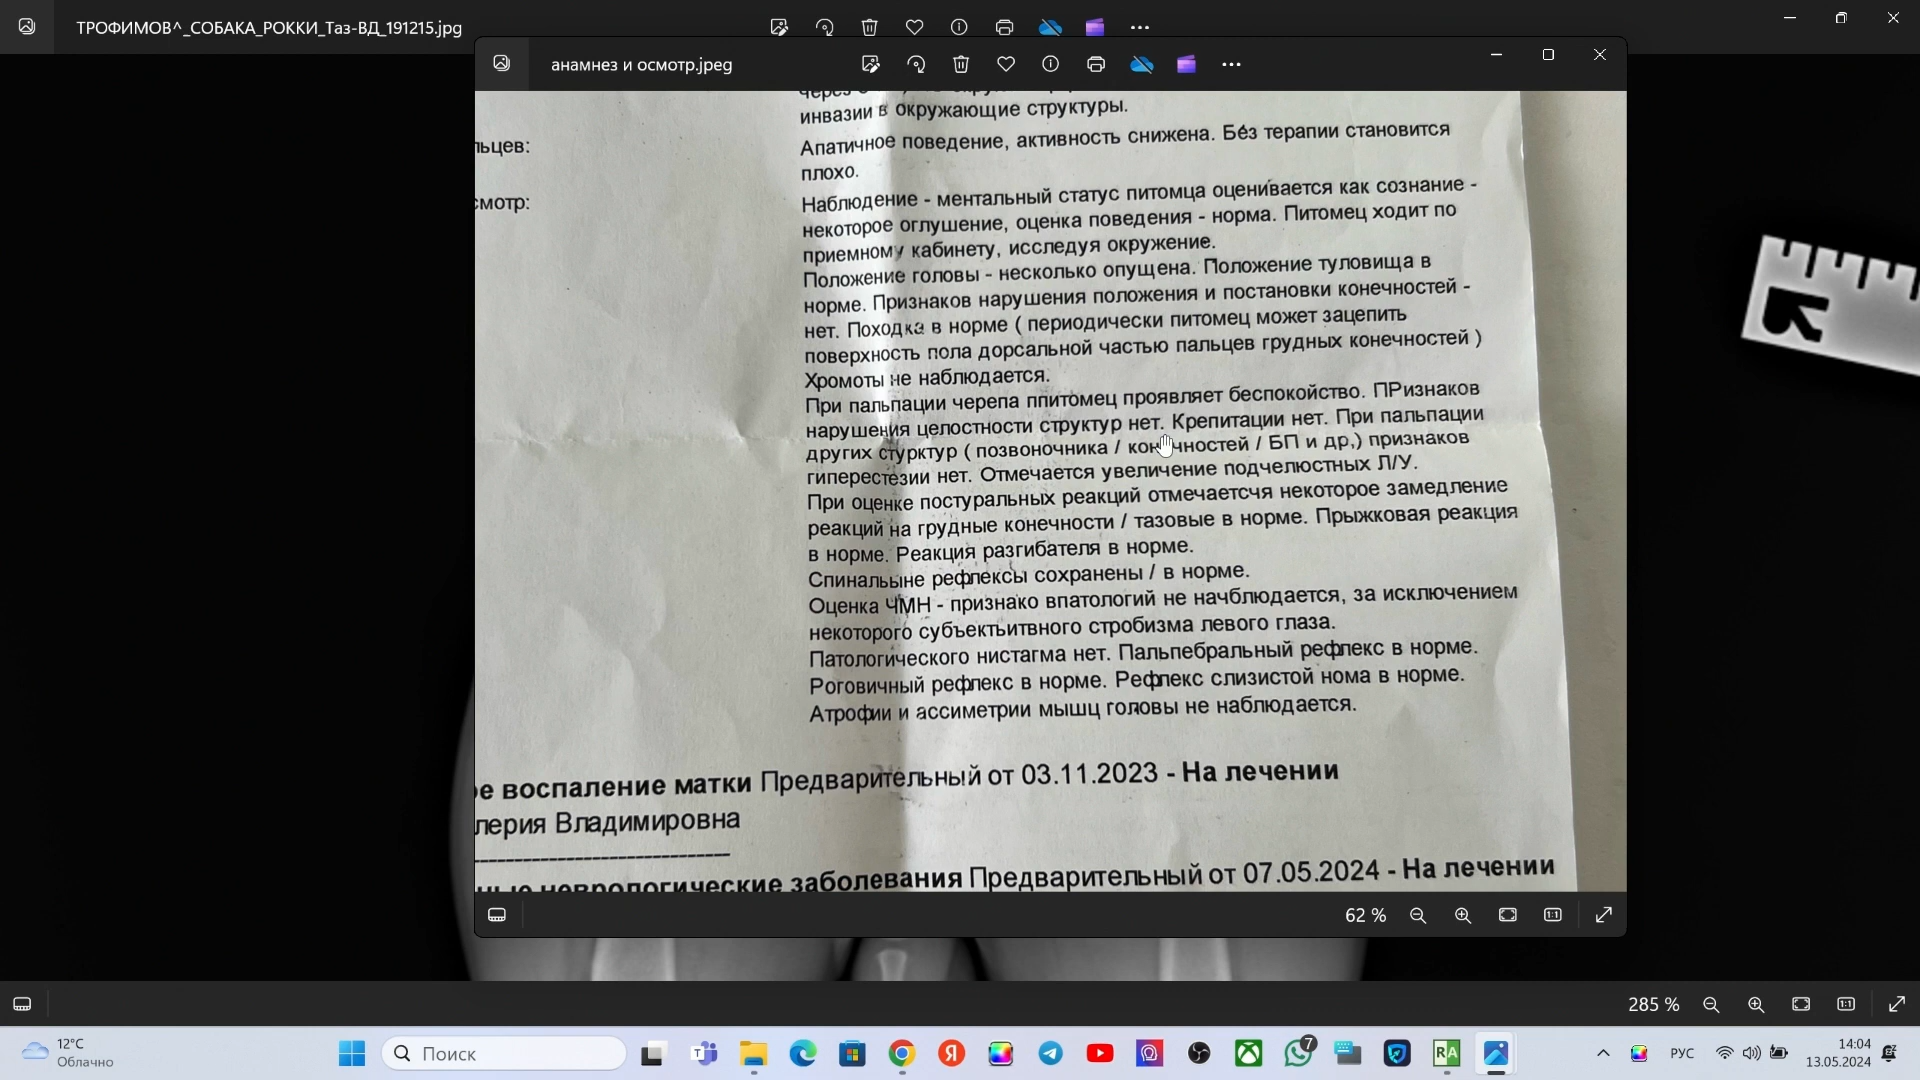 ТРОФИМОВ^_СОБАКА_РОККИ_Таз-ВД_191215.jpg
анамнез и осмотр.jpeg
инвазии в окружающие структуры.
льцев:
Апатичное поведение, активность снижена. Без терапии становится
плохо.
смотр:
Наблюдение - ментальный статус питомца оценивается как сознание -
некоторое оглушение, оценка поведения - норма. Питомец ходит по
приемному кабинету, исследуя окружение.
Положение головы - несколько опущена. Положение туловища в
норме. Признаков нарушения положения и постановки конечностей -
нет. Походка в норме ( периодически питомец может зацепить
поверхность пола дорсальной частью пальцев грудных конечностей )
Хромоты не наблюдается.
При пальпации черепа ппитомец проявляет беспокойство. ПРизнаков
нарушения целостности структур нет. Крепитации нет. При пальпации
других стурктур ( позвоночника / конечностей / БП и др,) признаков
гиперестезии нет. Отмечается увеличение подчелюстных Л/У.
При оценке постуральных реакций отмечаетсчя некоторое замедление
реакций на грудные конечности / тазовые в норме. Прыжковая реакция
в норме. Реакция разгибателя в норме.
Спинальыне рефлексы сохранены / в норме.
Оценка ЧМН - признако впатологий не начблюдается, за исключением
некоторого субъектьитвного стробизма левого глаза.
Патологического нистагма нет. Пальпебральный рефлекс в норме.
Роговичный рефлекс в норме. Рефлекс слизистой нома в норме.
Атрофии и ассиметрии мышц головы не наблюдается.
ое воспаление матки Предварительный от 03.11.2023 - На лечении
лерия Владимировна
ные неврологические заболевания Предварительный от 07.05.2024 - На лечении
62 %
285 %
12°C
Облачно
Поиск
7
РУС
14:04
13.05.2024